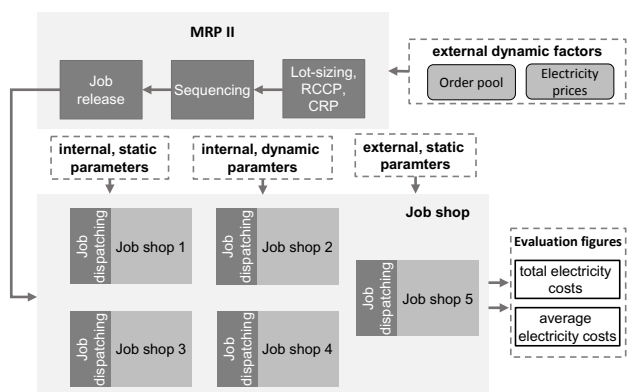 MRP II
Job
release
Sequencing
Lot-sizing,
RCCP,
CRP
external dynamic factors
Order pool
Electricity
prices
internal, static
parameters
internal, dynamic
paramters
external, static
paramters
Job shop
Job
dispatching
Job shop 1
Job
dispatching
Job shop 2
Job
dispatching
Job shop 5
Job
dispatching
Job shop 3
Job
dispatching
Job shop 4
Evaluation figures
total electricity
costs
average
electricity costs